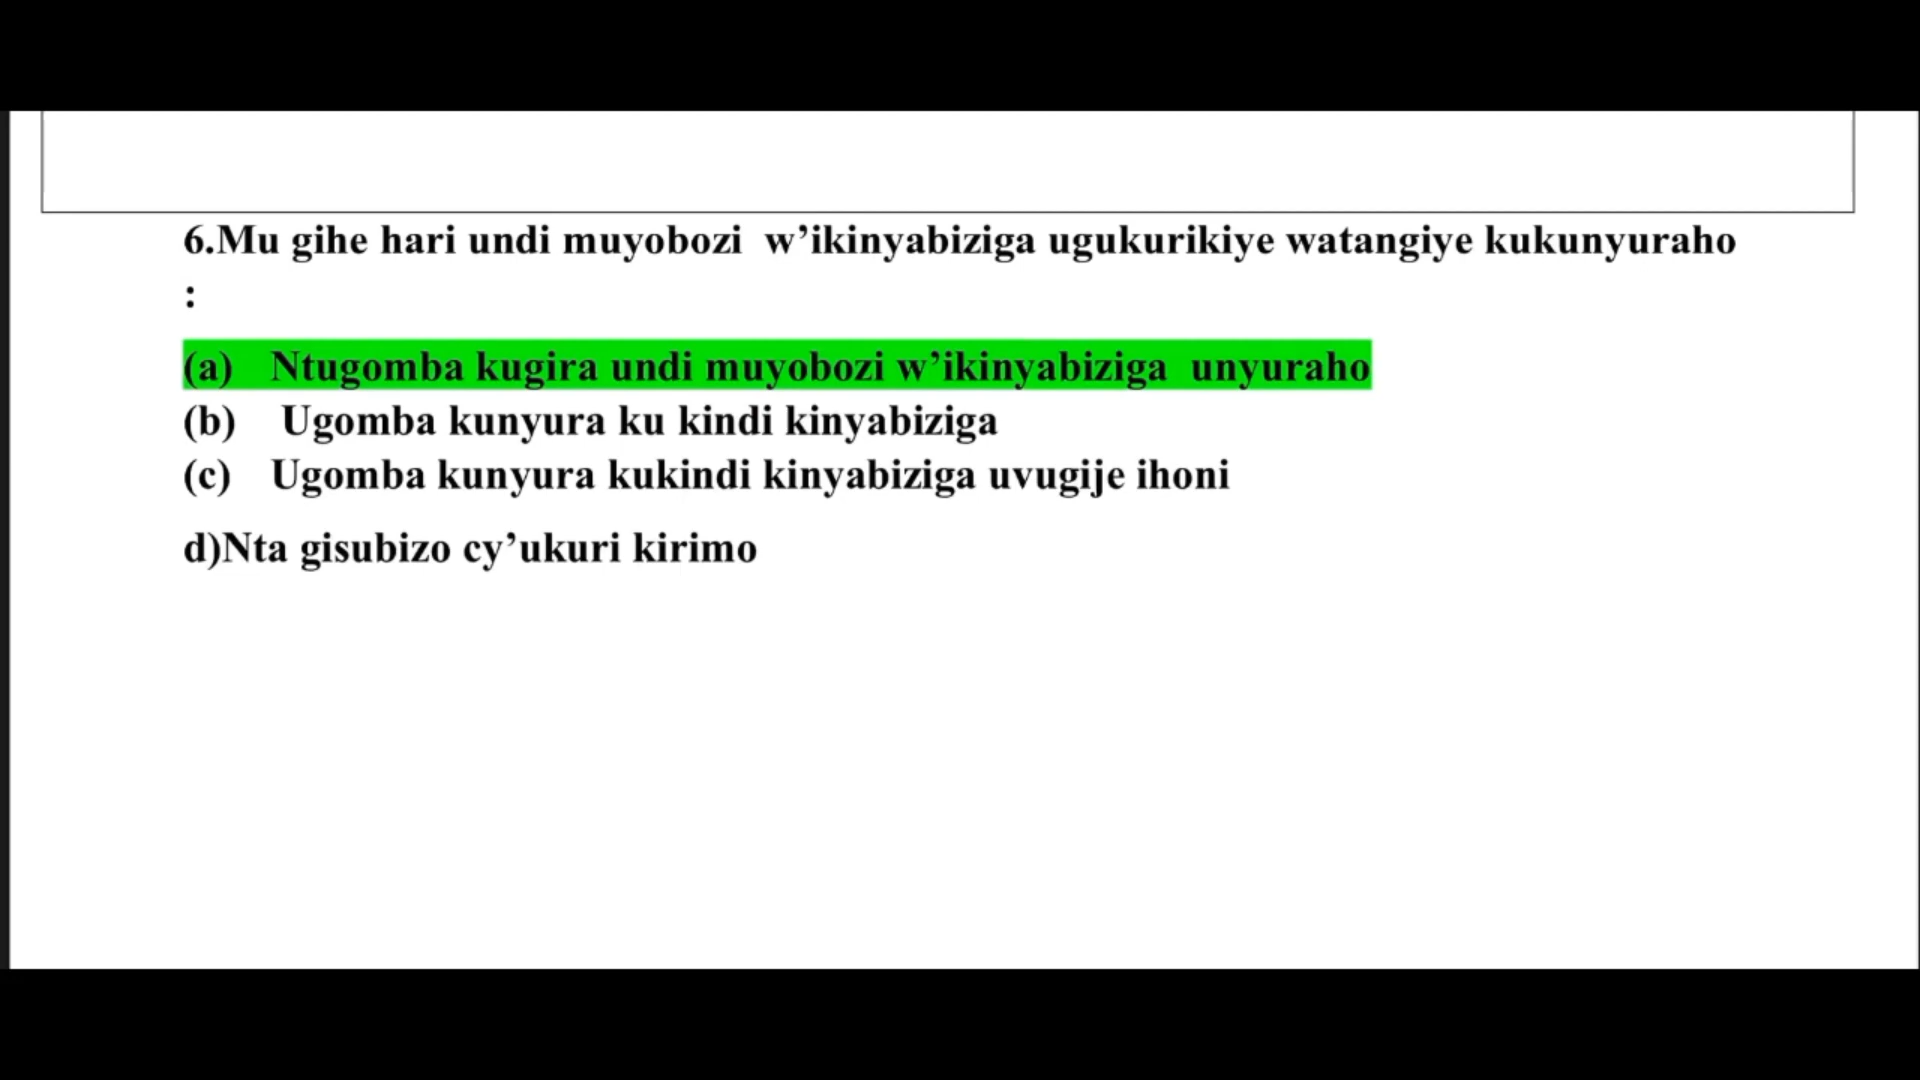 6.Mu gihe hari undi muyobozi w’ikinyabiziga ugukurikiye watangiye kukunyuraho
:
(a) Ntugomba kugira undi muyobozi w’ikinyabiziga unyuraho
(b) Ugomba kunyura ku kindi kinyabiziga
(c) Ugomba kunyura kukindi kinyabiziga uvugije ihoni
d)Nta gisubizo cy’ukuri kirimo